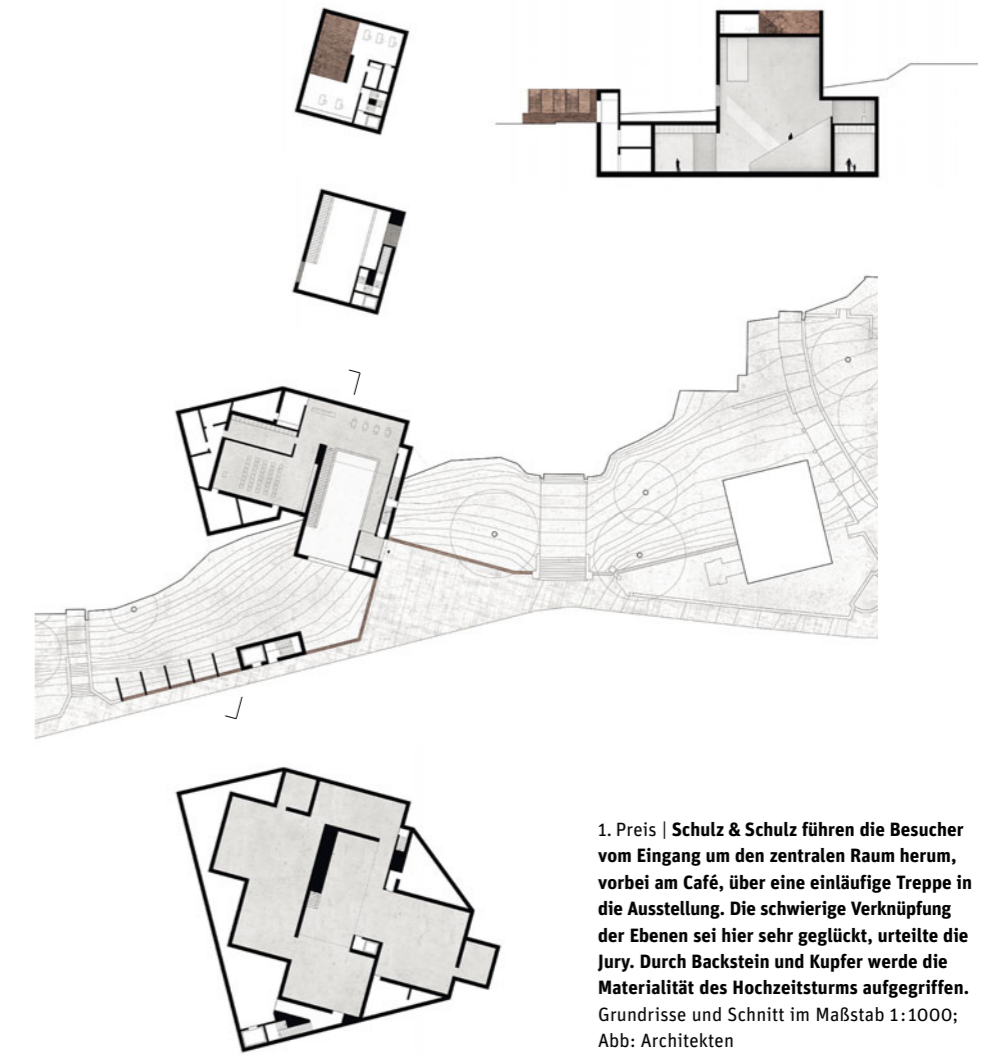 1. Preis | Schulz & Schulz führen die Besucher
vom Eingang um den zentralen Raum herum,
vorbei am Café, über eine einläufige Treppe in
die Ausstellung. Die schwierige Verknüpfung
der Ebenen sei hier sehr geglückt, urteilte die
Jury. Durch Backstein und Kupfer werde die
Materialität des Hochzeitsturms aufgegriffen.
Grundrisse und Schnitt im Maßstab 1:1000;
Abb: Architekten